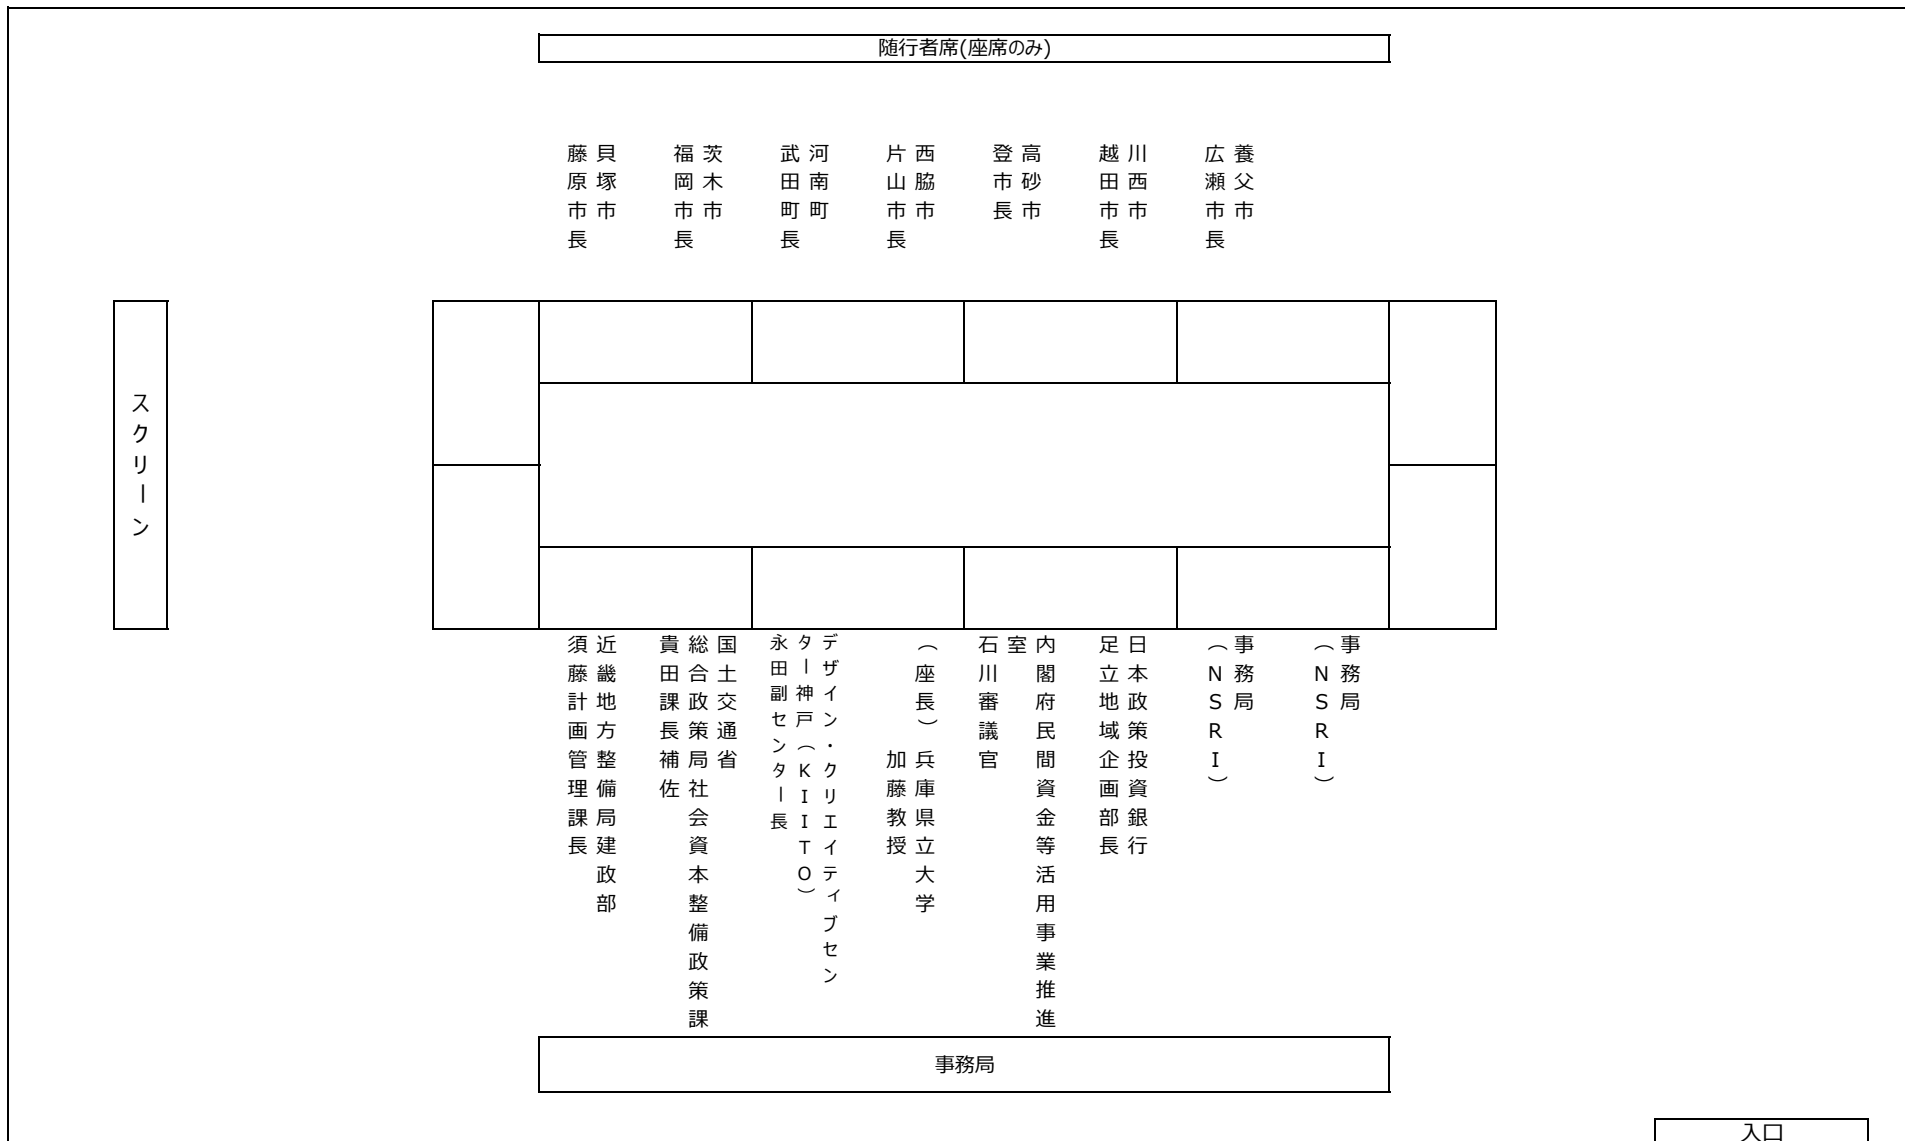 随行者席(座席のみ)
貝塚市
藤原市長
茨木市
福岡市長
河南町
武田町長
西脇市
片山市長
高砂市
登市長
川西市
越田市長
養父市
広瀬市長
スクリーン
近畿地方整備局建政部
須藤計画管理課長
国土交通省
総合政策局社会資本整備政策課
貴田課長補佐
デザイン・クリエイティブセン
ター神戸（KIITO）
永田副センター長
（座長）兵庫県立大学
加藤教授
内閣府民間資金等活用事業推進
室
石川審議官
日本政策投資銀行
足立地域企画部長
事務局
（NSRI）
事務局
（NSRI）
事務局
入口